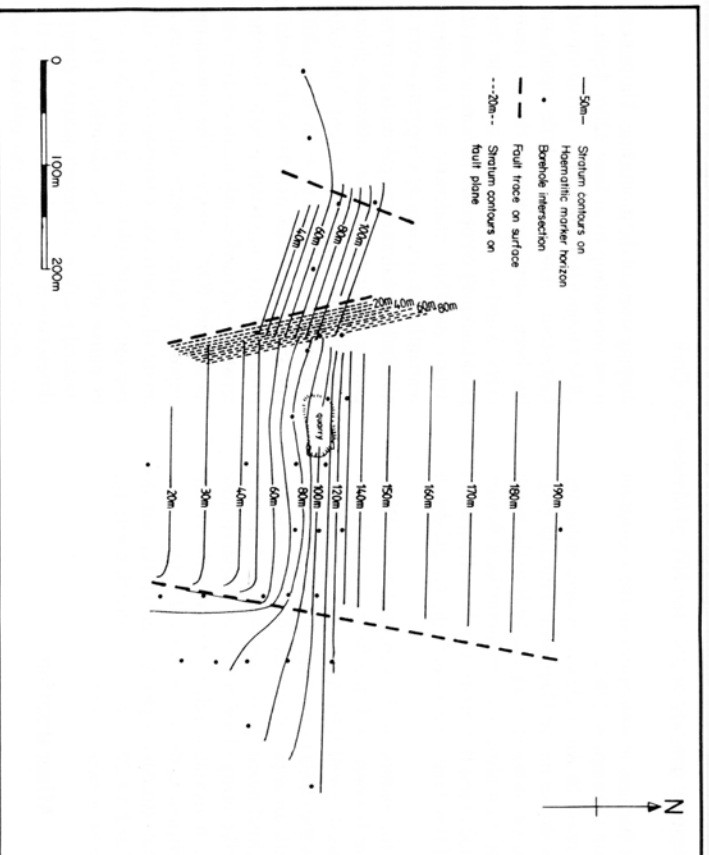 50m Stratum contours on
Haematitic marker horizon
Borehole intersection
Fault trace on surface
20m Stratum contours on
fault plane
0 100m 200m
N
40m
60m
80m
100m
20m 40m 60m 80m
quarry
20m
30m
40m
60m
80m
100m
120m
140m
150m
160m
170m
180m
190m